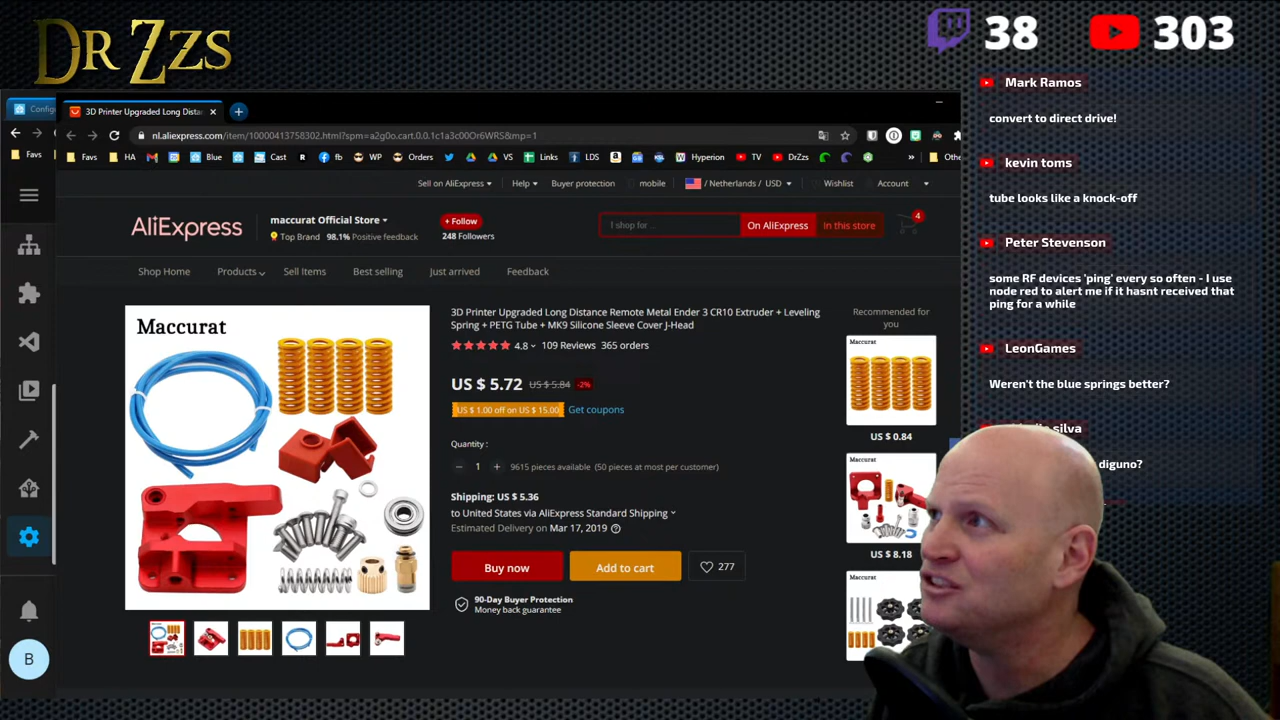 DR ZZS
38
303
Config
3D Printer Upgraded Long Dista
nl.aliexpress.com/item/10000413758302.html?spm=a2g0o.cart.0.0.1c1a3c00Or6WRS&mp=1
Favs
Favs
HA
Blue
Cast
fb
WP
Orders
VS
Links
LDS
Hyperion
TV
DrZzs
»
Othe
Sell on AliExpress
Help
Buyer protection
mobile
/ Netherlands / USD
Wishlist
Account
AliExpress
maccurat Official Store
Top Brand 98.1% Positive feedback
+ Follow
248 Followers
I shop for ...
On AliExpress
In this store
4
Shop Home
Products
Sell Items
Best selling
Just arrived
Feedback
Maccurat
3D Printer Upgraded Long Distance Remote Metal Ender 3 CR10 Extruder + Leveling
Spring + PETG Tube + MK9 Silicone Sleeve Cover J-Head
4.8 109 Reviews 365 orders
US $ 5.72 US $ 5.84 -2%
US $ 1.00 off on US $ 15.00 Get coupons
Quantity :
− 1 + 9615 pieces available (50 pieces at most per customer)
Shipping: US $ 5.36
to United States via AliExpress Standard Shipping
Estimated Delivery on Mar 17, 2019
Buy now
Add to cart
277
90-Day Buyer Protection
Money back guarantee
Recommended For
you
Maccurat
US $ 0.84
Maccurat
US $ 8.18
Maccurat
B
Mark Ramos
convert to direct drive!
kevin toms
tube looks like a knock-off
Peter Stevenson
some RF devices 'ping' every so often - I use
node red to alert me if it hasnt received that
ping for a while
LeonGames
Weren't the blue springs better?
silva
diguno?